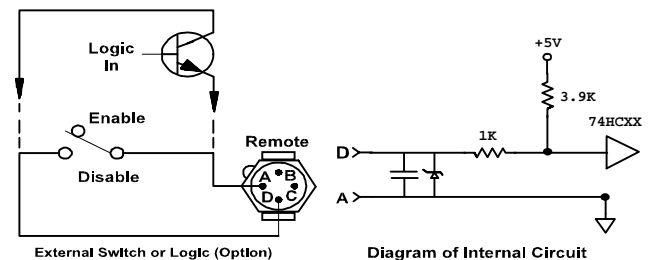 Logic
In
Enable
Disable
Remote
A
B
D
C
External Switch or Logic (Option)
+5V
3.9K
74HCXX
1K
D
A
Diagram of Internal Circuit